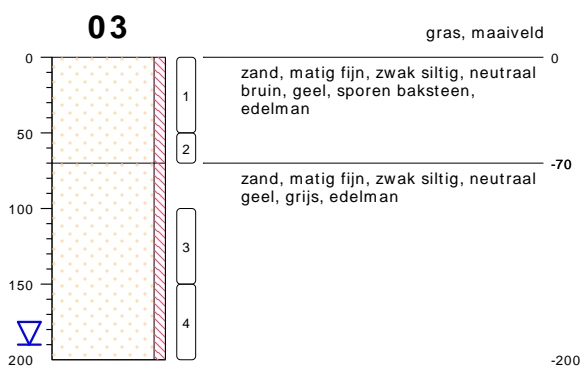 03
gras, maaiveld
0
0
zand, matig fijn, zwak siltig, neutraal
bruin, geel, sporen baksteen,
edelman
1
50
2
-70
zand, matig fijn, zwak siltig, neutraal
geel, grijs, edelman
100
3
150
4
200
-200